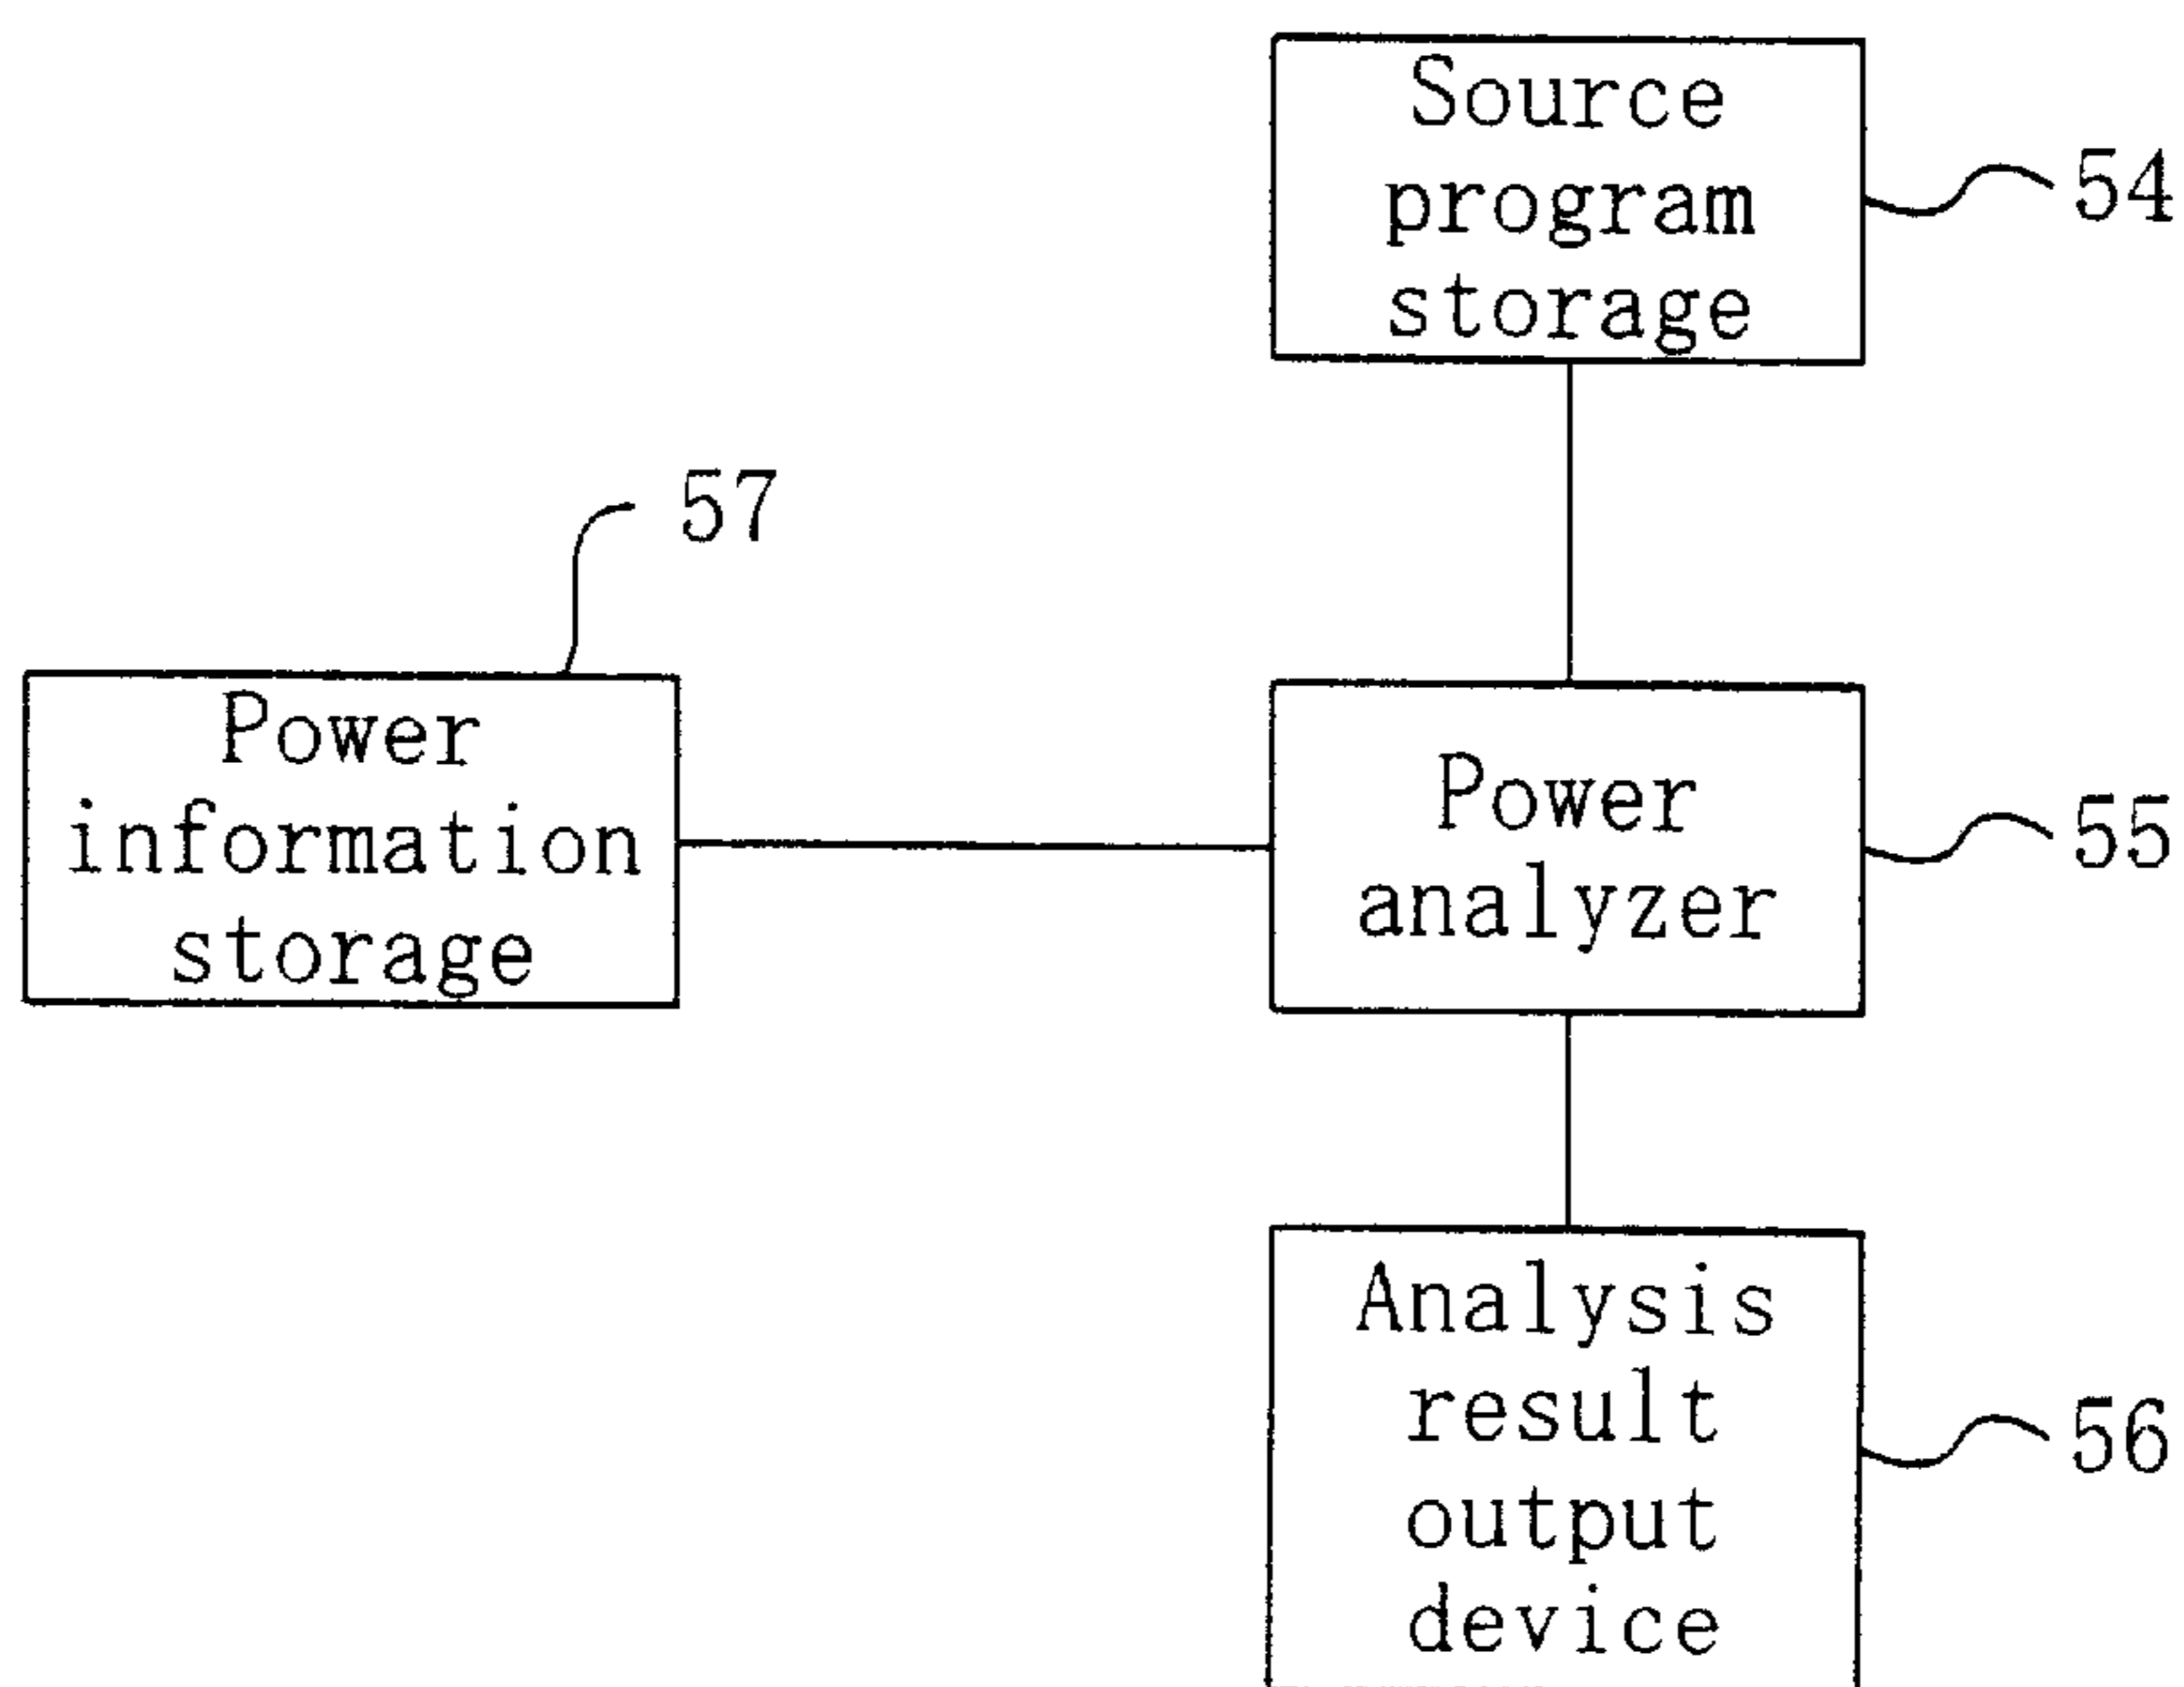 Source
program
storage
54
57
Power
information
storage
Power
analyzer
55
Analysis
result
output
device
56